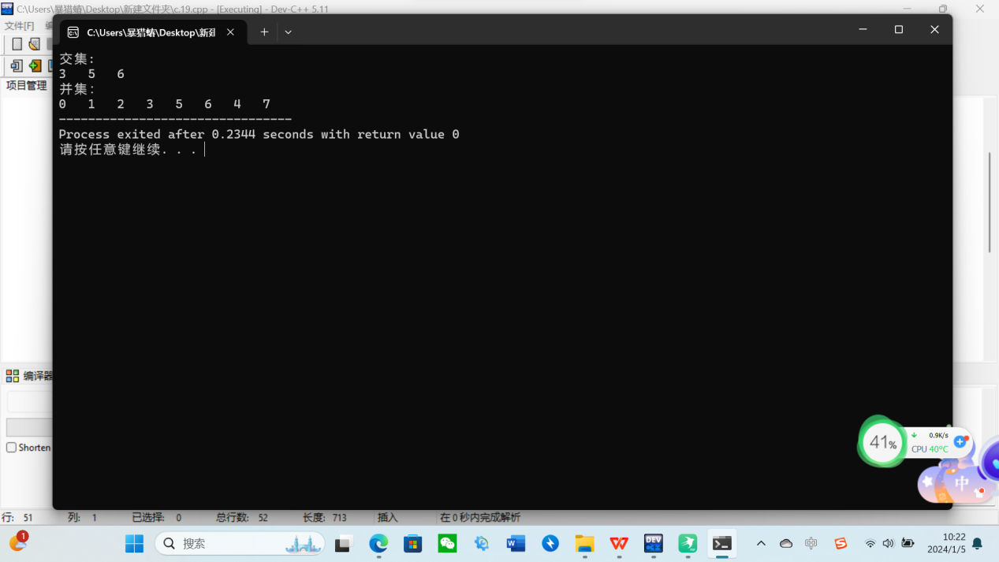 C:\Users\暴猎蝽\Desktop\新建文件夹\c.19.cpp - [Executing] - Dev-C++ 5.11
文件[F]
C:\Users\暴猎蝽\Desktop\新
交集:
3 5 6
项目管理
并集:
0 1 2 3 5 6 4 7
--------------------------------
Process exited after 0.2344 seconds with return value 0
请按任意键继续. . .
编译器
Shorten
41%
0.9K/s
CPU 40°C
中
行: 51 列: 1 已选择: 0 总行数: 52 长度: 713 插入 在 0 秒内完成解析
1
搜索
W
DEV
中
S
10:22
2024/1/5